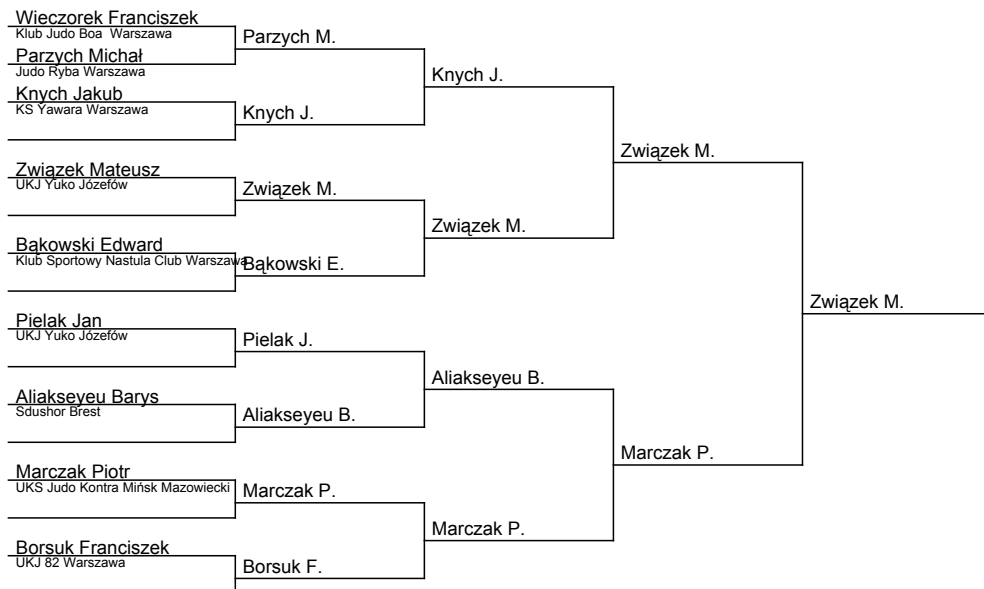 Wieczorek Franciszek
Klub Judo Boa  Warszawa
Parzych M.
Parzych Michał
Judo Ryba Warszawa
Knych J.
Knych Jakub
KS Yawara Warszawa
Knych J.
Związek M.
Związek Mateusz
UKJ Yuko Józefów
Związek M.
Związek M.
Bąkowski Edward
Klub Sportowy Nastula Club Warszawa
Bąkowski E.
Związek M.
Pielak Jan
UKJ Yuko Józefów
Pielak J.
Aliakseyeu B.
Aliakseyeu Barys
Sdushor Brest
Aliakseyeu B.
Marczak P.
Marczak Piotr
UKS Judo Kontra Mińsk Mazowiecki
Marczak P.
Marczak P.
Borsuk Franciszek
UKJ 82 Warszawa
Borsuk F.